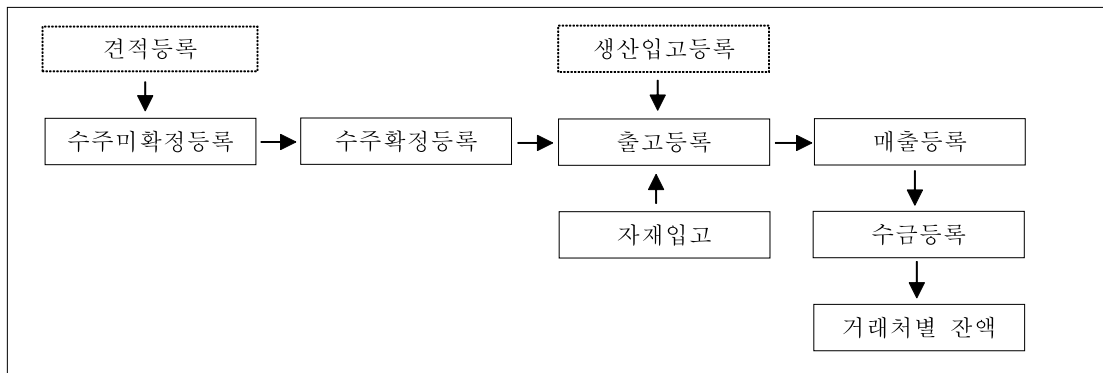 견적등록
생산입고등록
수주미확정등록
수주확정등록
출고등록
매출등록
자재입고
수금등록
거래처별 잔액